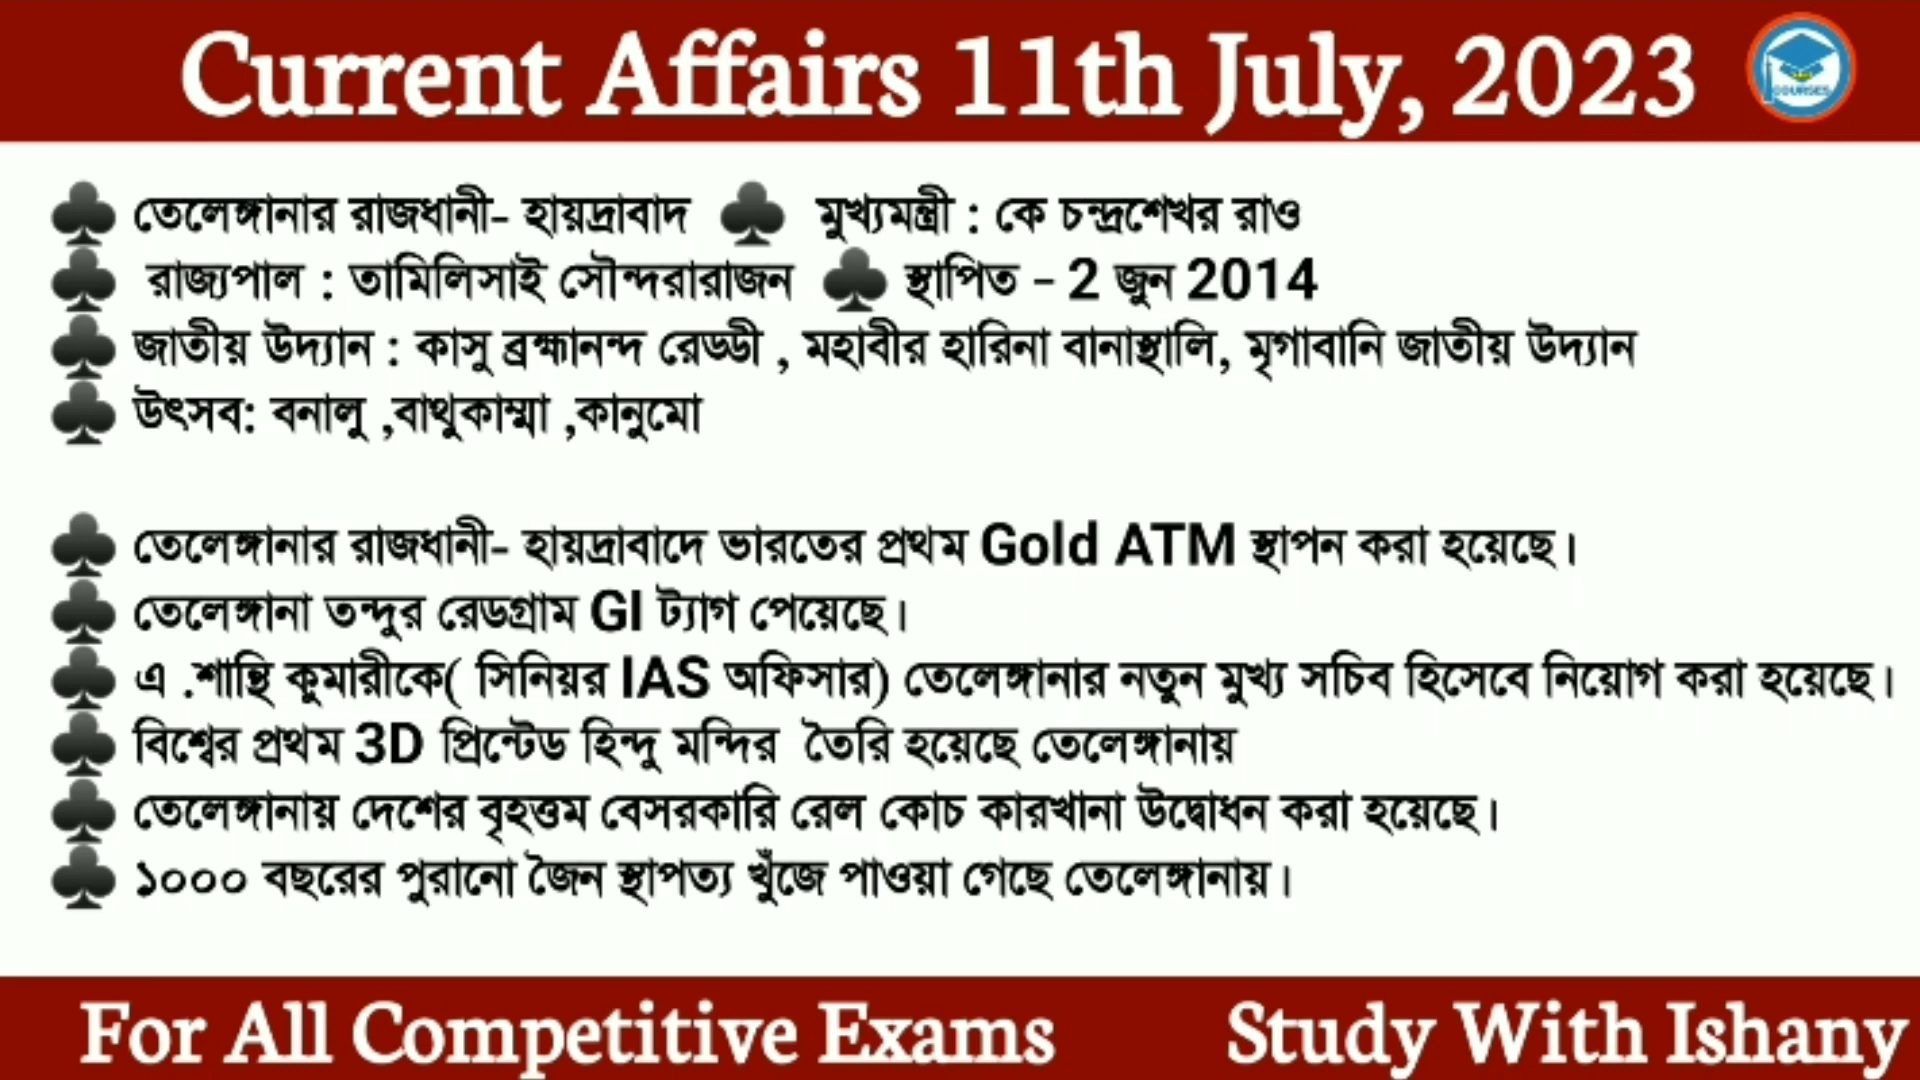 Current Affairs 11th July, 2023
COURSES
♣ তেলেঙ্গানার রাজধানী- হায়দ্রাবাদ ♣ মুখ্যমন্ত্রী : কে চন্দ্রশেখর রাও
♣ রাজ্যপাল : তামিলিসাই সৌন্দরারাজন ♣ স্থাপিত – 2 জুন 2014
♣ জাতীয় উদ্যান : কাসু ব্রহ্মানন্দ রেড্ডী , মহাবীর হারিনা বানাস্থালি, মৃগাবানি জাতীয় উদ্যান
♣ উৎসব: বনালু ,বাথুকাম্মা ,কানুমো
♣ তেলেঙ্গানার রাজধানী- হায়দ্রাবাদে ভারতের প্রথম Gold ATM স্থাপন করা হয়েছে।
♣ তেলেঙ্গানা তন্দুর রেডগ্রাম GI ট্যাগ পেয়েছে।
♣ এ .শান্থি কুমারীকে( সিনিয়র IAS অফিসার) তেলেঙ্গানার নতুন মুখ্য সচিব হিসেবে নিয়োগ করা হয়েছে।
♣ বিশ্বের প্রথম 3D প্রিন্টেড হিন্দু মন্দির তৈরি হয়েছে তেলেঙ্গানায়
♣ তেলেঙ্গানায় দেশের বৃহত্তম বেসরকারি রেল কোচ কারখানা উদ্বোধন করা হয়েছে।
♣ ১০০০ বছরের পুরানো জৈন স্থাপত্য খুঁজে পাওয়া গেছে তেলেঙ্গানায়।
For All Competitive Exams Study With Ishany